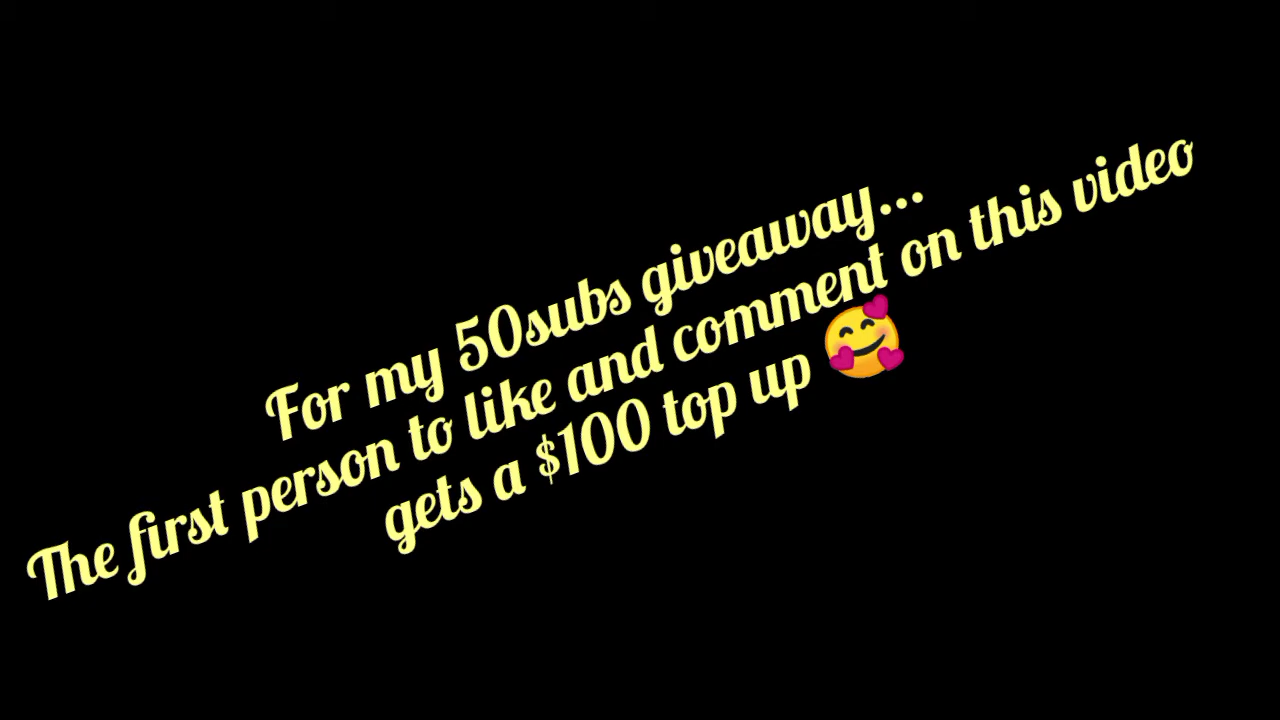 For my 50subs giveaway...
The first person to like and comment on this video
gets a $100 top up 🥰